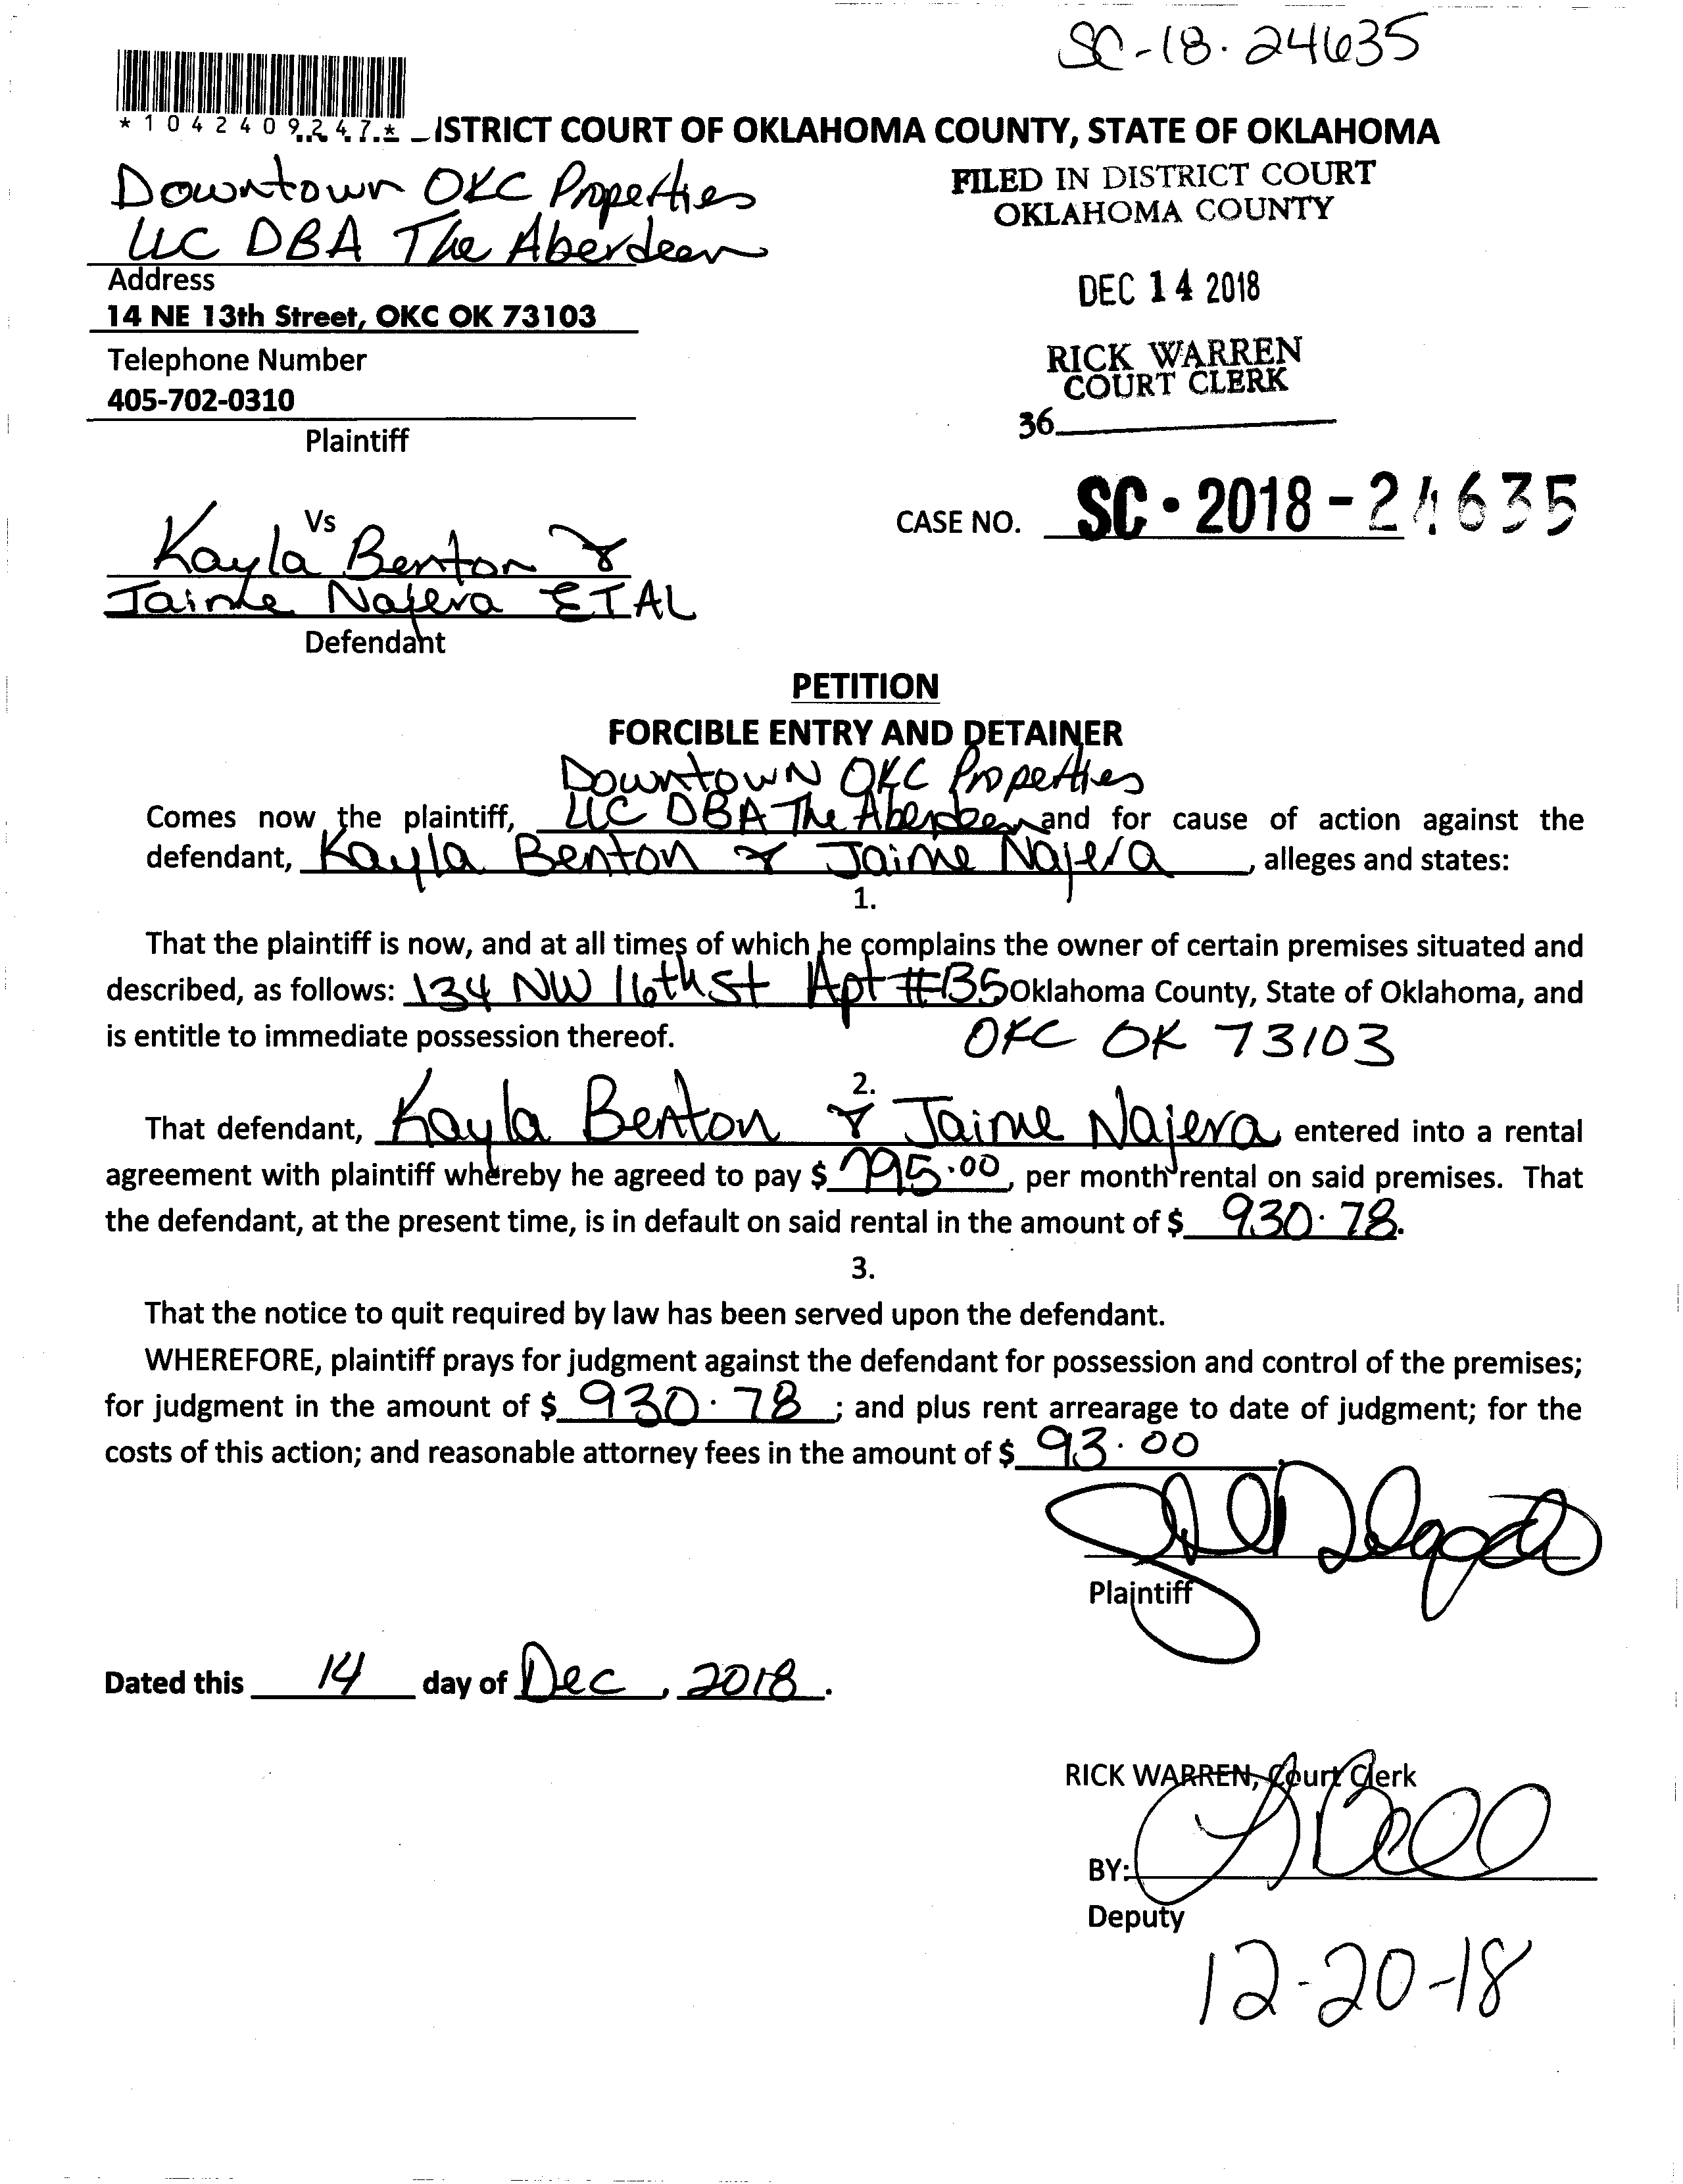 SC-18-24635
*1042409247*
ISTRICT COURT OF OKLAHOMA COUNTY, STATE OF OKLAHOMA
Downtown OKC Properties
LLC DBA The Aberdeen
Address
14 NE 13th Street, OKC OK 73103
Telephone Number
405-702-0310
Plaintiff
FILED IN DISTRICT COURT
OKLAHOMA COUNTY
DEC 14 2018
RICK WARREN
COURT CLERK
36
CASE NO. SC-2018-24635
Vs
Kayla Benton &
Jaime Najera ETAL
Defendant
PETITION
FORCIBLE ENTRY AND DETAINER
Downtown OKC Properties
Comes now the plaintiff, LLC DBA The Aberdeen and for cause of action against the
defendant, Kayla Benton & Jaime Najera, alleges and states:
1.
That the plaintiff is now, and at all times of which he complains the owner of certain premises situated and
described, as follows: 134 NW 16th St Apt #B5 Oklahoma County, State of Oklahoma, and
is entitle to immediate possession thereof. OKC OK 73103
2.
That defendant, Kayla Benton & Jaime Najera entered into a rental
agreement with plaintiff whereby he agreed to pay $ 795.00, per month rental on said premises. That
the defendant, at the present time, is in default on said rental in the amount of $ 930.78.
3.
That the notice to quit required by law has been served upon the defendant.
WHEREFORE, plaintiff prays for judgment against the defendant for possession and control of the premises;
for judgment in the amount of $ 930.78; and plus rent arrearage to date of judgment; for the
costs of this action; and reasonable attorney fees in the amount of $ 93.00
Plaintiff
Dated this 14 day of Dec, 2018.
RICK WARREN, Court Clerk
BY:
Deputy
12-20-18